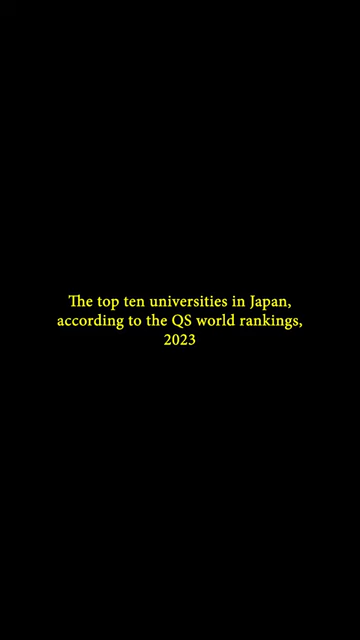 The top ten universities in Japan,
according to the QS world rankings,
2023